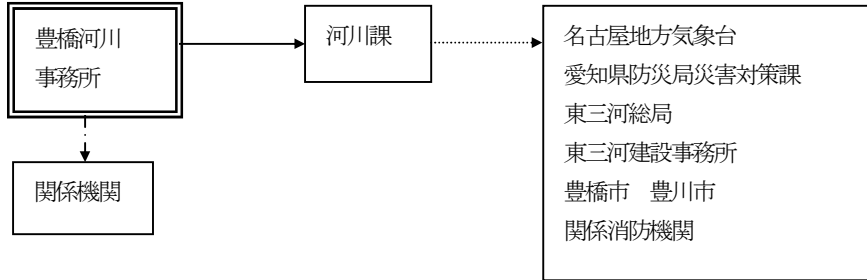 豊橋河川
事務所
河川課
名古屋地方気象台
愛知県防災局災害対策課
東三河総局
東三河建設事務所
豊橋市　豊川市
関係消防機関
関係機関